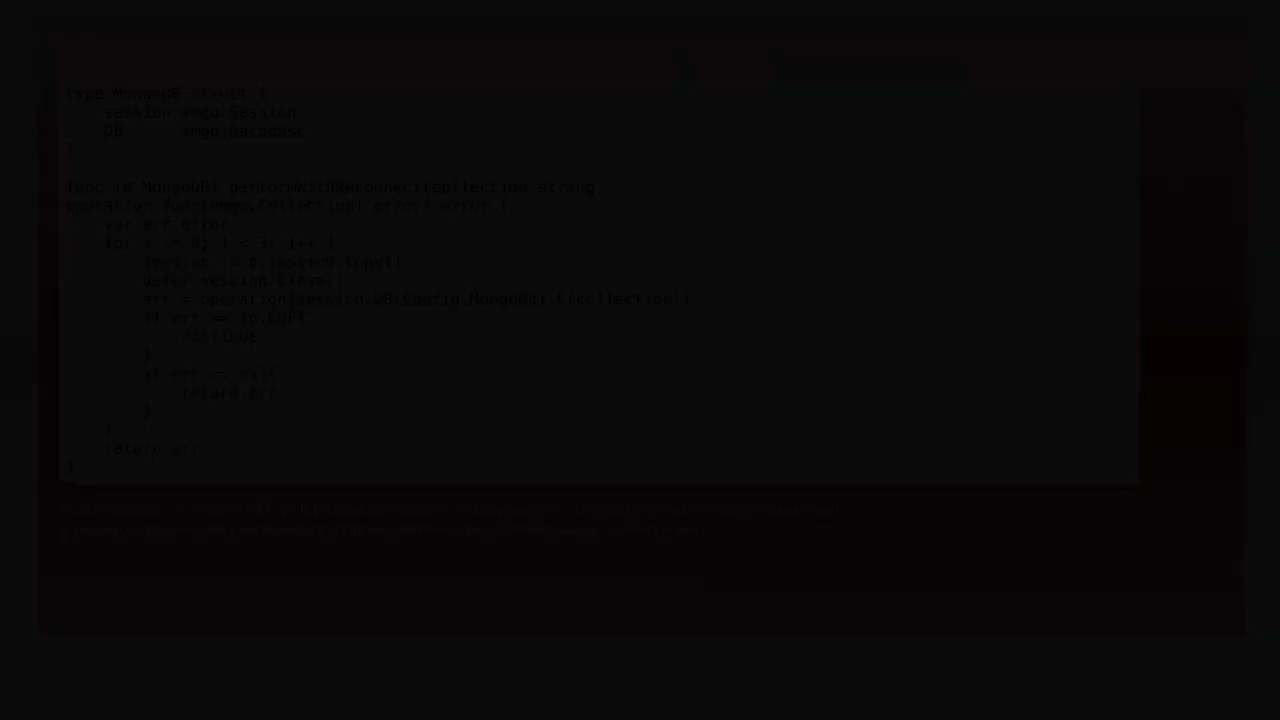 type MongoDB struct {
    session *mgo.Session
    DB      *mgo.Database
}
func (d MongoDB) performWithReconnect(collection string,
operation func(*mgo.Collection) error) error {
    var err error
    for i := 0; i < 3; i++ {
        session := d.session.Copy()
        defer session.Close()
        err = operation(session.DB(Config.MongoDb).C(collection))
        if err == io.EOF{
            continue
        }
        if err == nil{
            return err
        }
    }
    return err
}